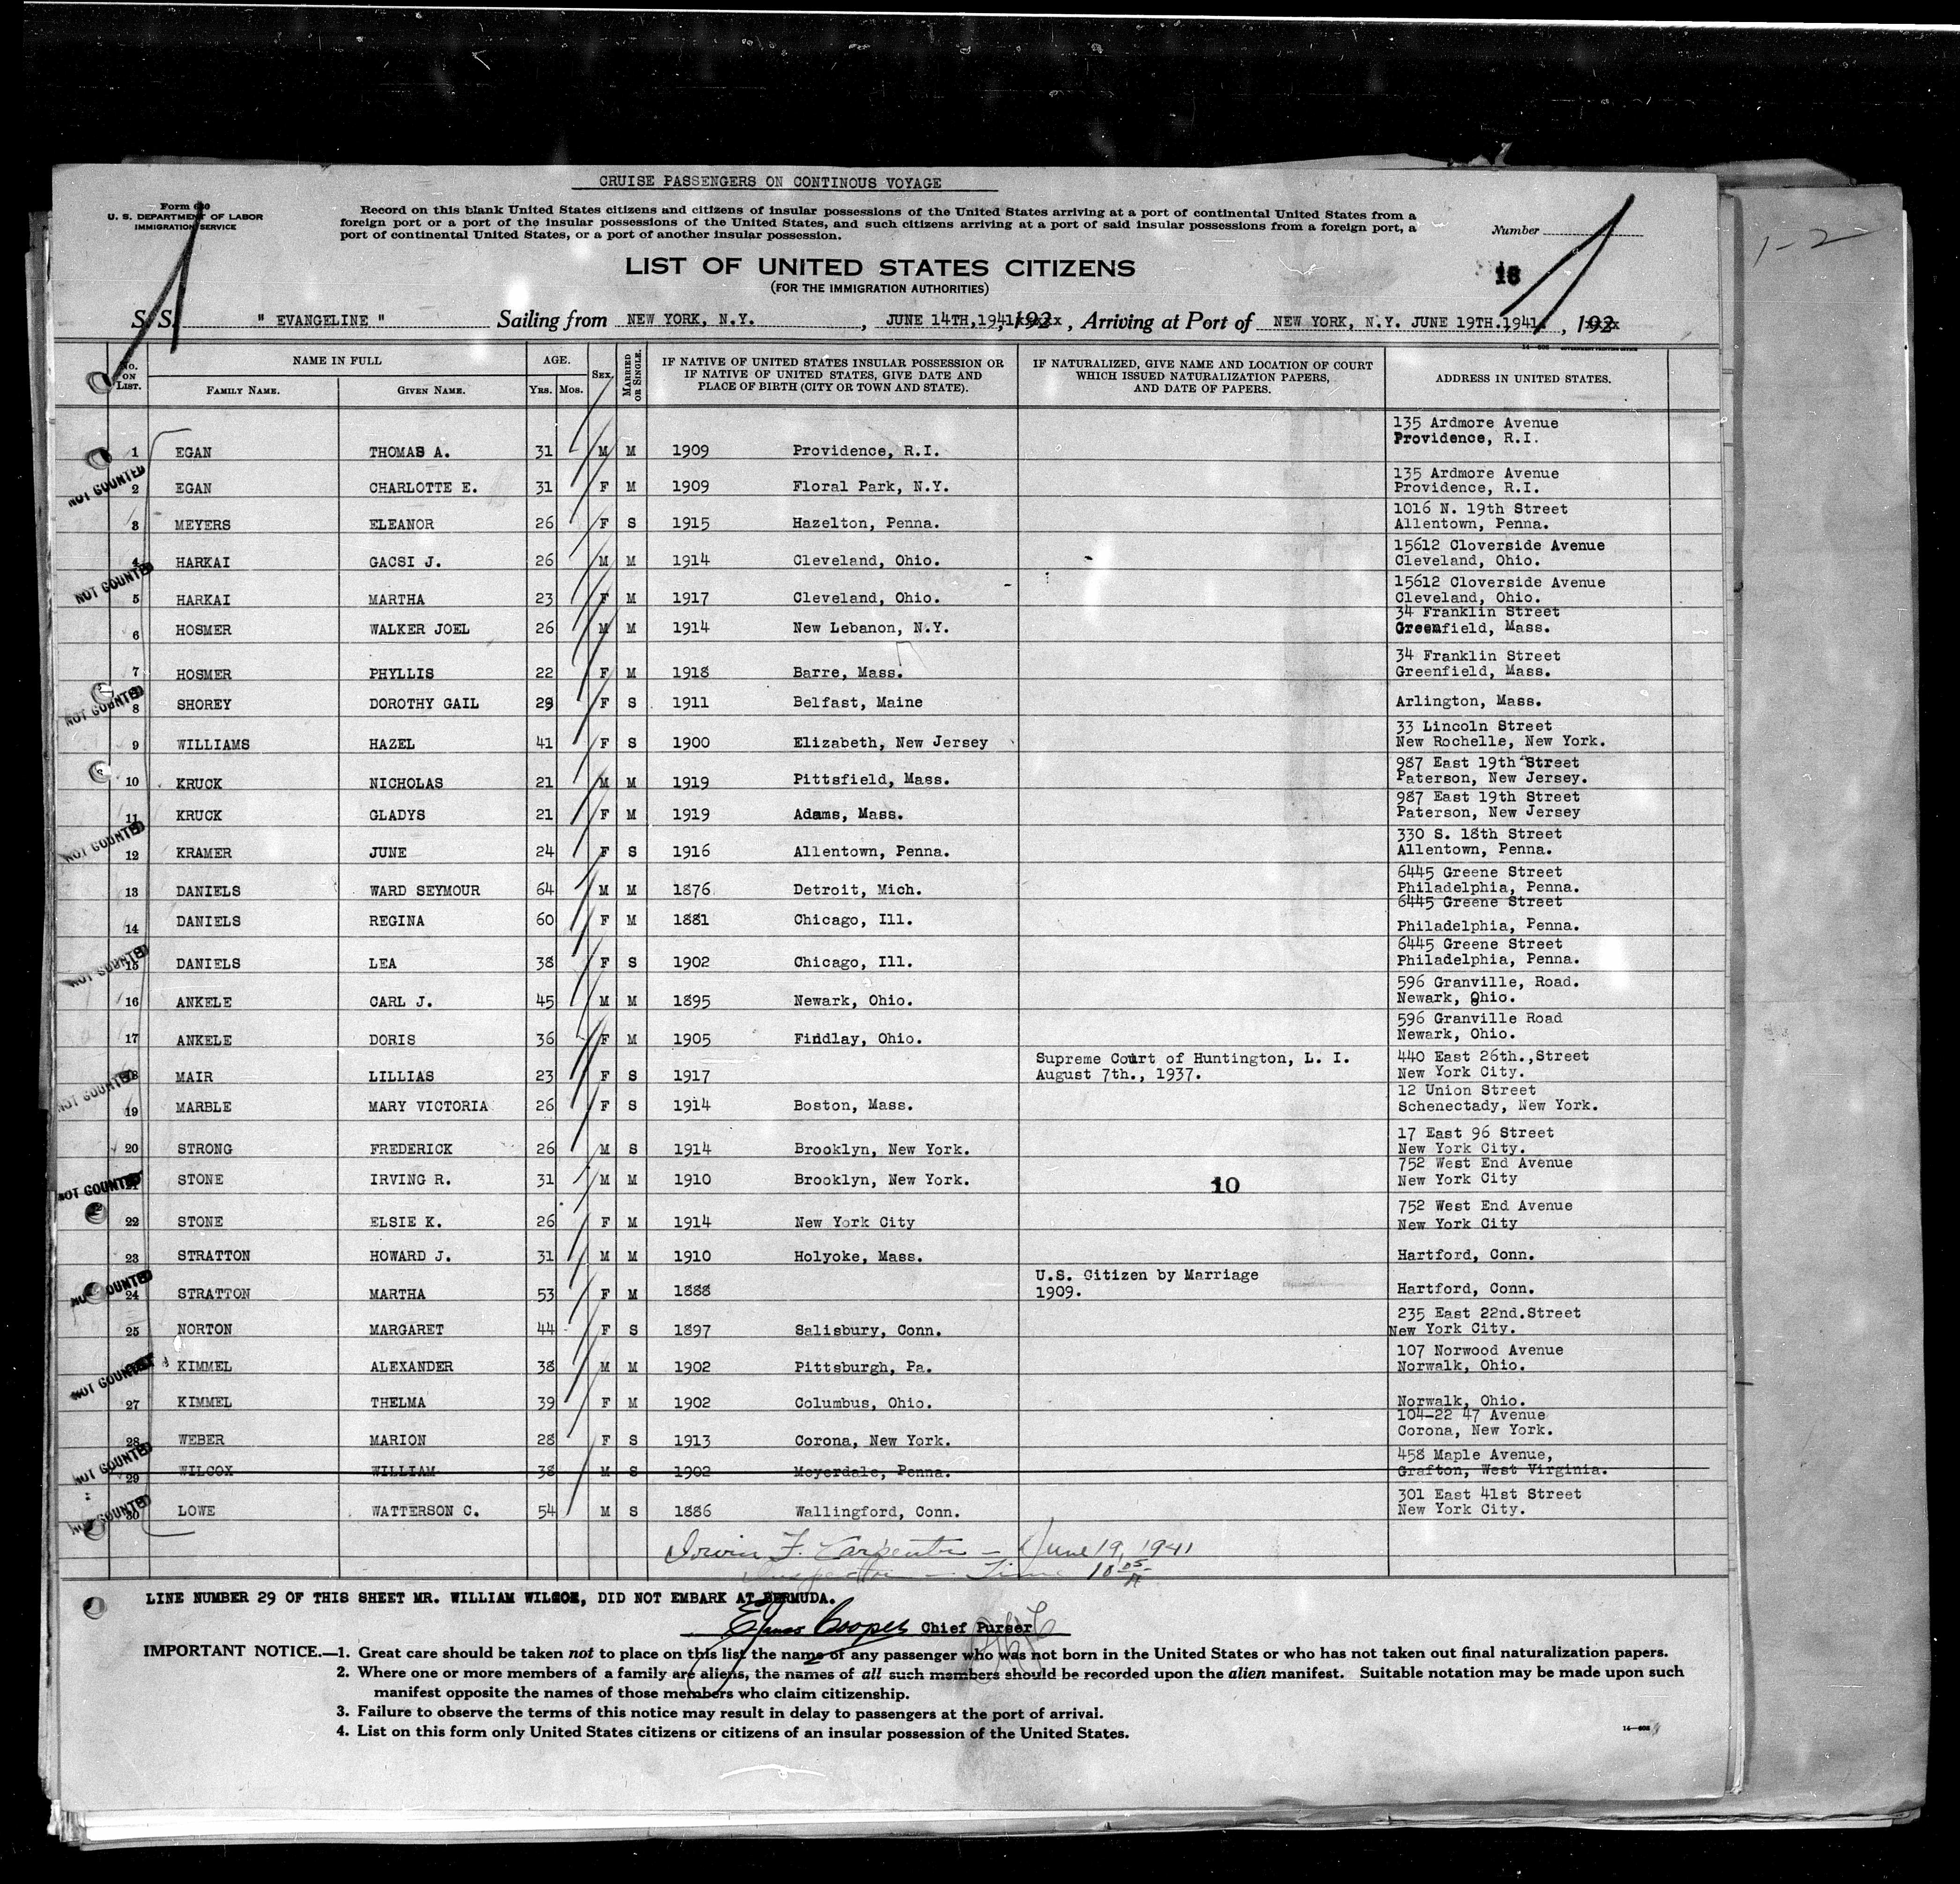 CRUISE PASSENGERS ON CONTINOUS VOYAGE
Form 630
U. S. DEPARTMENT OF LABOR
IMMIGRATION SERVICE
Record on this blank United States citizens and citizens of insular possessions of the United States arriving at a port of continental United States from a
foreign port or a port of the insular possessions of the United States, and such citizens arriving at a port of said insular possessions from a foreign port, a
port of continental United States, or a port of another insular possession.
Number
1-2
LIST OF UNITED STATES CITIZENS
(FOR THE IMMIGRATION AUTHORITIES)
18
S. S. " EVANGELINE " Sailing from NEW YORK, N.Y. , JUNE 14TH,1941, 192 , Arriving at Port of NEW YORK, N.Y. JUNE 19TH.1941. , 192
No. on List. NAME IN FULL FAMILY NAME. GIVEN NAME. AGE. Yrs. Mos. Sex. MARRIED OR SINGLE. IF NATIVE OF UNITED STATES INSULAR POSSESSION OR IF NATIVE OF UNITED STATES, GIVE DATE AND PLACE OF BIRTH (CITY OR TOWN AND STATE). IF NATURALIZED, GIVE NAME AND LOCATION OF COURT WHICH ISSUED NATURALIZATION PAPERS, AND DATE OF PAPERS. ADDRESS IN UNITED STATES.
1 EGAN THOMAS A. 31 M M 1909 Providence, R.I. 135 Ardmore Avenue Providence, R.I.
NOT COUNTED
2 EGAN CHARLOTTE E. 31 F M 1909 Floral Park, N.Y. 135 Ardmore Avenue Providence, R.I.
3 MEYERS ELEANOR 26 F S 1915 Hazelton, Penna. 1016 N. 19th Street Allentown, Penna.
4 HARKAI GACSI J. 26 M M 1914 Cleveland, Ohio. 15612 Cloverside Avenue Cleveland, Ohio.
NOT COUNTED
5 HARKAI MARTHA 23 F M 1917 Cleveland, Ohio. 15612 Cloverside Avenue Cleveland, Ohio.
6 HOSMER WALKER JOEL 26 M M 1914 New Lebanon, N.Y. 34 Franklin Street Greenfield, Mass.
7 HOSMER PHYLLIS 22 F M 1918 Barre, Mass. 34 Franklin Street Greenfield, Mass.
NOT COUNTED
8 SHOREY DOROTHY GAIL 29 F S 1911 Belfast, Maine Arlington, Mass.
9 WILLIAMS HAZEL 41 F S 1900 Elizabeth, New Jersey 33 Lincoln Street New Rochelle, New York.
10 KRUCK NICHOLAS 21 M M 1919 Pittsfield, Mass. 987 East 19th Street Paterson, New Jersey.
11 KRUCK GLADYS 21 F M 1919 Adams, Mass. 987 East 19th Street Paterson, New Jersey
NOT COUNTED
12 KRAMER JUNE 24 F S 1916 Allentown, Penna. 330 S. 18th Street Allentown, Penna.
13 DANIELS WARD SEYMOUR 64 M M 1876 Detroit, Mich. 6445 Greene Street Philadelphia, Penna.
14 DANIELS REGINA 60 F M 1881 Chicago, Ill. 6445 Greene Street Philadelphia, Penna.
NOT COUNTED
15 DANIELS LEA 38 F S 1902 Chicago, Ill. 6445 Greene Street Philadelphia, Penna.
16 ANKELE CARL J. 45 M M 1895 Newark, Ohio. 596 Granville, Road. Newark, Ohio.
17 ANKELE DORIS 36 F M 1905 Findlay, Ohio. 596 Granville Road Newark, Ohio.
NOT COUNTED
18 MAIR LILLIAS 23 F S 1917 Supreme Court of Huntington, L. I. August 7th., 1937. 440 East 26th.,Street New York City.
19 MARBLE MARY VICTORIA 26 F S 1914 Boston, Mass. 12 Union Street Schenectady, New York.
20 STRONG FREDERICK 26 M S 1914 Brooklyn, New York. 17 East 96 Street New York City.
NOT COUNTED
21 STONE IRVING R. 31 M M 1910 Brooklyn, New York. 10 752 West End Avenue New York City
22 STONE ELSIE K. 26 F M 1914 New York City 752 West End Avenue New York City
23 STRATTON HOWARD J. 31 M M 1910 Holyoke, Mass. Hartford, Conn.
NOT COUNTED
24 STRATTON MARTHA 53 F M 1888 U.S. Citizen by Marriage 1909. Hartford, Conn.
25 NORTON MARGARET 44 F S 1897 Salisbury, Conn. 235 East 22nd.Street New York City.
NOT COUNTED
KIMMEL ALEXANDER 38 M M 1902 Pittsburgh, Pa. 107 Norwood Avenue Norwalk, Ohio.
27 KIMMEL THELMA 39 F M 1902 Columbus, Ohio. Norwalk, Ohio.
28 WEBER MARION 28 F S 1913 Corona, New York. 104-22 47 Avenue Corona, New York.
NOT COUNTED
29 WILCOX WILLIAM 38 M S 1902 Meyerdale, Penna. 458 Maple Avenue, Grafton, West Virginia.
NOT COUNTED
30 LOWE WATTERSON C. 54 M S 1886 Wallingford, Conn. 301 East 41st Street New York City.
Irwin F. Carpenter - June 19, 1941
Inspector - Time 10 05 A
LINE NUMBER 29 OF THIS SHEET MR. WILLIAM WILCOX, DID NOT EMBARK AT BERMUDA.
Cooper Chief Purser
IMPORTANT NOTICE.—1. Great care should be taken not to place on this list the name of any passenger who was not born in the United States or who has not taken out final naturalization papers.
2. Where one or more members of a family are aliens, the names of all such members should be recorded upon the alien manifest. Suitable notation may be made upon such
manifest opposite the names of those members who claim citizenship.
3. Failure to observe the terms of this notice may result in delay to passengers at the port of arrival.
4. List on this form only United States citizens or citizens of an insular possession of the United States.